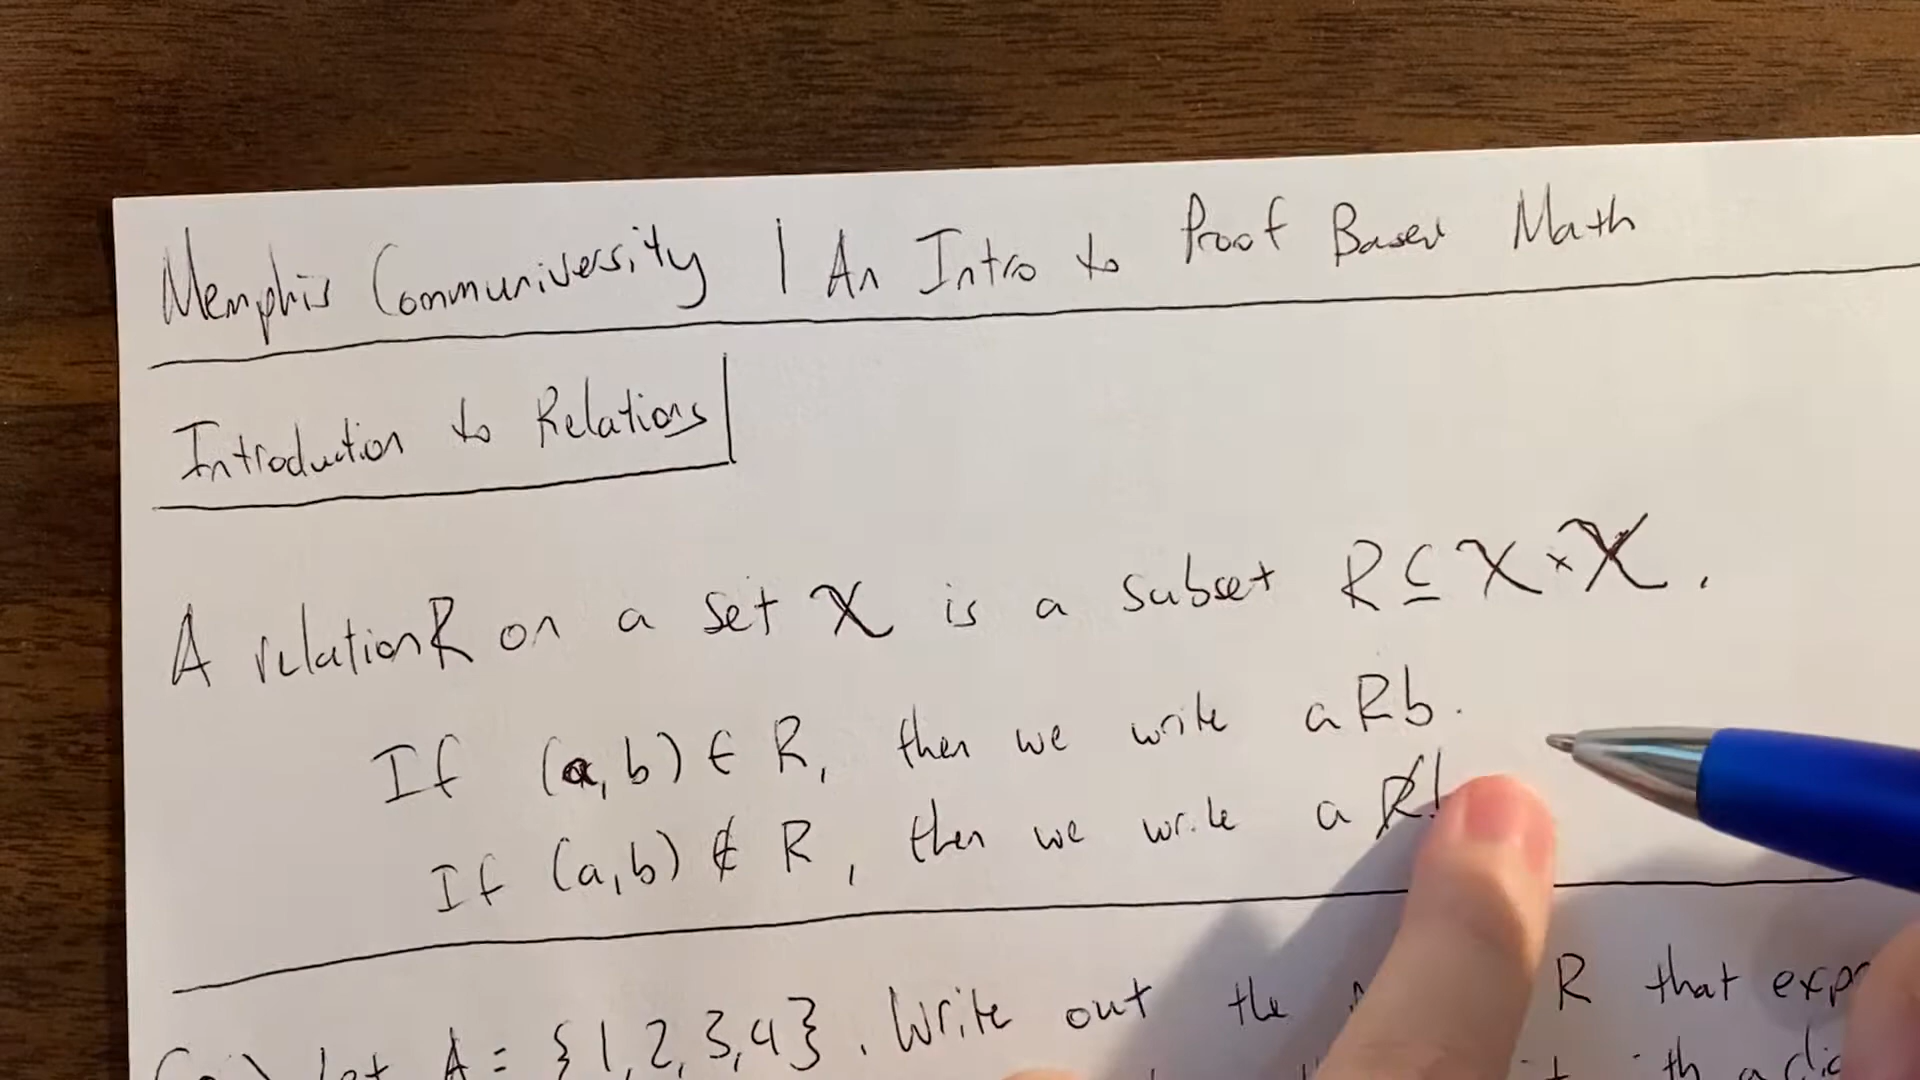 Memphis Communiversity | An Intro to Proof Based Math
Introduction to Relations
A relation R on a set X is a subset R ⊆ X × X.
If (a, b) ∈ R, then we write a R b.
If (a, b) ∉ R, then we write a R̸
let A = {1, 2, 3, 4}. Write out the R that